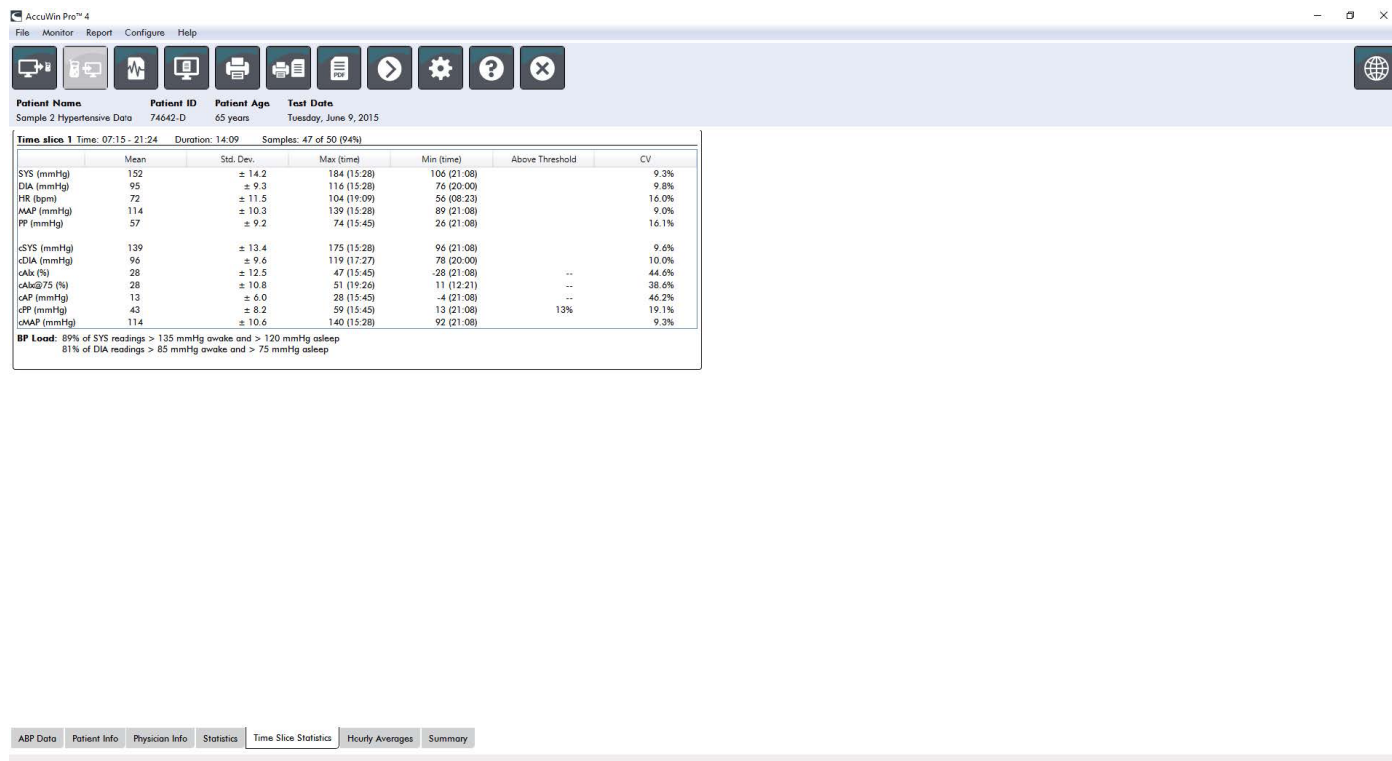 AccuWin Pro™ 4
File Monitor Report Configure Help
PDF
Patient Name Patient ID Patient Age Test Date
Sample 2 Hypertensive Data 74642-D 65 years Tuesday, June 9, 2015
Time slice 1 Time: 07:15 - 21:24 Duration: 14:09 Samples: 47 of 50 (94%)
Mean Std. Dev. Max (time) Min (time) Above Threshold CV
SYS (mmHg) 152 ± 14.2 184 (15:28) 106 (21:08) 9.3%
DIA (mmHg) 95 ± 9.3 116 (15:28) 76 (20:00) 9.8%
HR (bpm) 72 ± 11.5 104 (19:09) 56 (08:23) 16.0%
MAP (mmHg) 114 ± 10.3 139 (15:28) 89 (21:08) 9.0%
PP (mmHg) 57 ± 9.2 74 (15:45) 26 (21:08) 16.1%
cSYS (mmHg) 139 ± 13.4 175 (15:28) 96 (21:08) 9.6%
cDIA (mmHg) 96 ± 9.6 119 (17:27) 78 (20:00) 10.0%
cAIx (%) 28 ± 12.5 47 (15:45) -28 (21:08) -- 44.6%
cAIx@75 (%) 28 ± 10.8 51 (19:26) 11 (12:21) -- 38.6%
cAP (mmHg) 13 ± 6.0 28 (15:45) -4 (21:08) -- 46.2%
cPP (mmHg) 43 ± 8.2 59 (15:45) 13 (21:08) 13% 19.1%
cMAP (mmHg) 114 ± 10.6 140 (15:28) 92 (21:08) 9.3%
BP Load: 89% of SYS readings > 135 mmHg awake and > 120 mmHg asleep
81% of DIA readings > 85 mmHg awake and > 75 mmHg asleep
ABP Data Patient Info Physician Info Statistics Time Slice Statistics Hourly Averages Summary